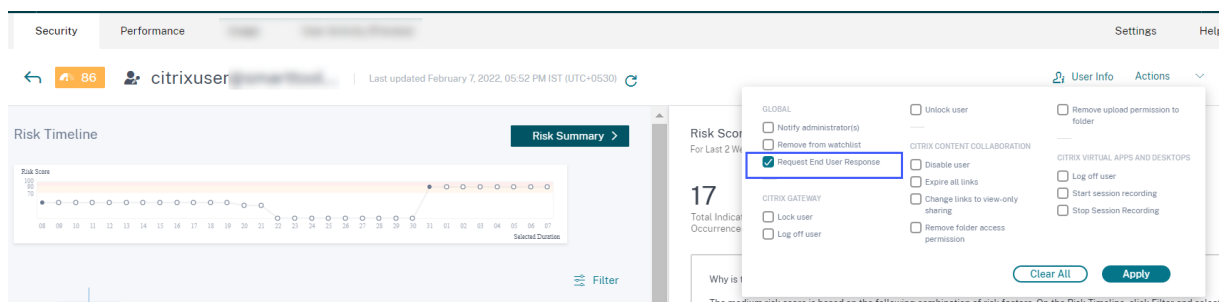 Security Performance Settings Help
86 citrixuser Last updated February 7, 2022, 05:52 PM IST (UTC+0530) User Info Actions
Risk Timeline
Risk Summary >
Risk Score
100
90
70
08 09 10 11 12 13 14 15 16 17 18 19 20 21 22 23 24 25 26 27 28 29 30 31 01 02 03 04 05 06 07
Selected Duration
Filter
Risk Scor
For Last 2 We
17
Total Indica
Occurrence
Why is t
GLOBAL
Notify administrator(s)
Remove from watchlist
Request End User Response
CITRIX GATEWAY
Lock user
Log off user
Unlock user
CITRIX CONTENT COLLABORATION
Disable user
Expire all links
Change links to view-only
sharing
Remove folder access
permission
Remove upload permission to
folder
CITRIX VIRTUAL APPS AND DESKTOPS
Log off user
Start session recording
Stop Session Recording
Clear All Apply
The medium risk score is based on the following combination of risk factors. On the Risk Timeline, click Filter and selec